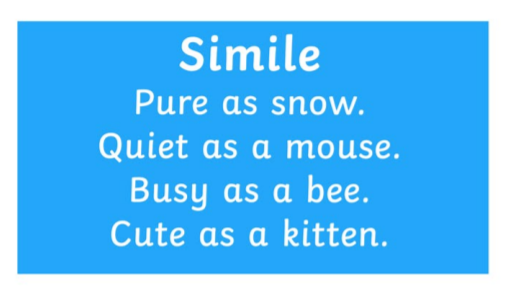 Simile
Pure as snow.
Quiet as a mouse.
Busy as a bee.
Cute as a kitten.